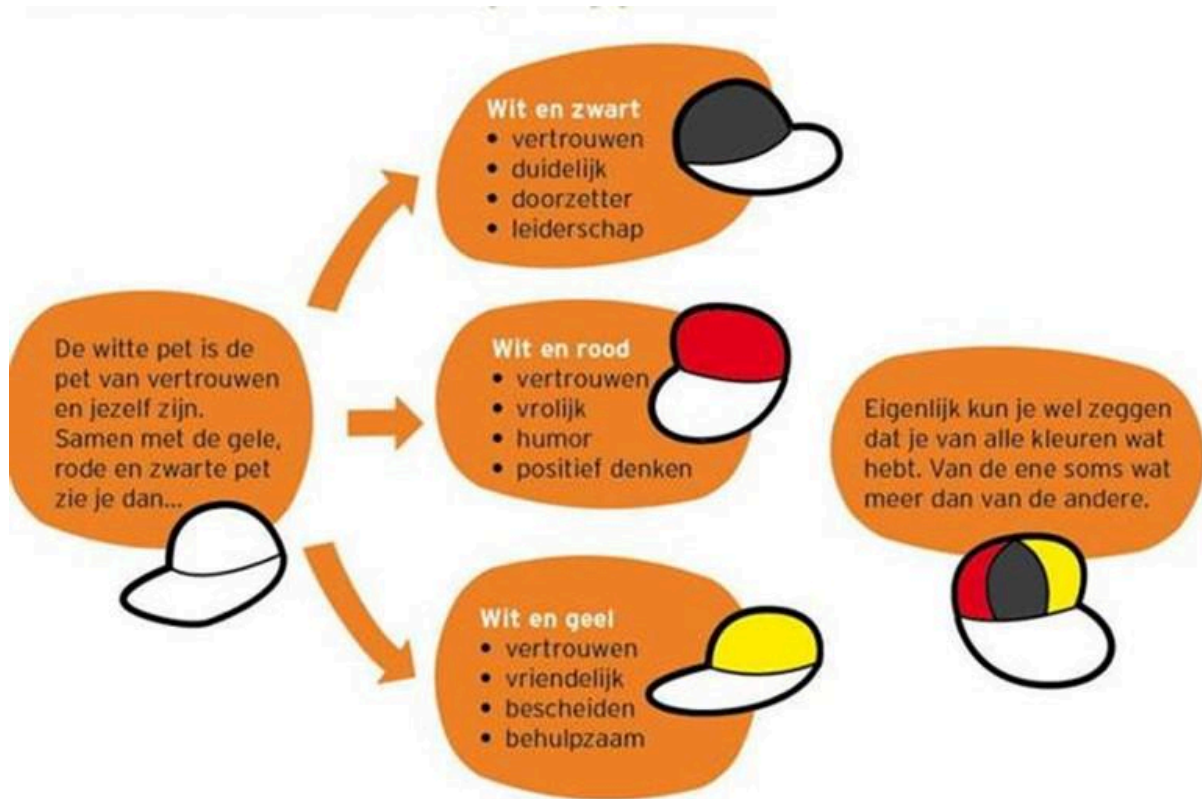 De witte pet is de
pet van vertrouwen
en jezelf zijn.
Samen met de gele,
rode en zwarte pet
zie je dan...
Wit en zwart
• vertrouwen
• duidelijk
• doorzetter
• leiderschap
Wit en rood
• vertrouwen
• vrolijk
• humor
• positief denken
Wit en geel
• vertrouwen
• vriendelijk
• bescheiden
• behulpzaam
Eigenlijk kun je wel zeggen
dat je van alle kleuren wat
hebt. Van de ene soms wat
meer dan van de andere.